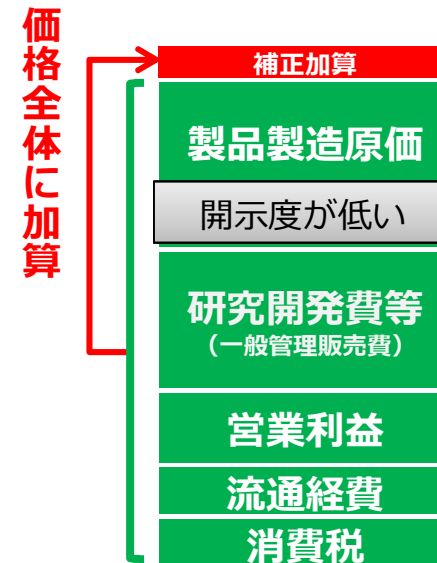 価格全体に加算
補正加算
製品製造原価
開示度が低い
研究開発費等
（一般管理販売費）
営業利益
流通経費
消費税